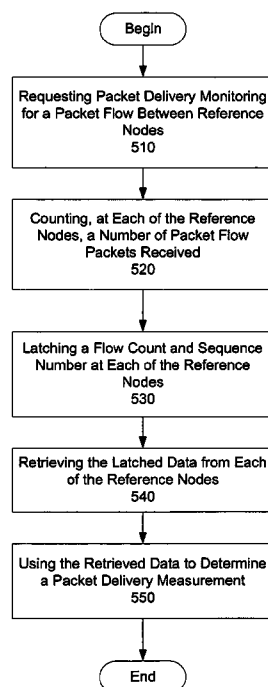 Begin
Requesting Packet Delivery Monitoring
for a Packet Flow Between Reference
Nodes
510
Counting, at Each of the Reference
Nodes, a Number of Packet Flow
Packets Received
520
Latching a Flow Count and Sequence
Number at Each of the Reference
Nodes
530
Retrieving the Latched Data from Each
of the Reference Nodes
540
Using the Retrieved Data to Determine
a Packet Delivery Measurement
550
End